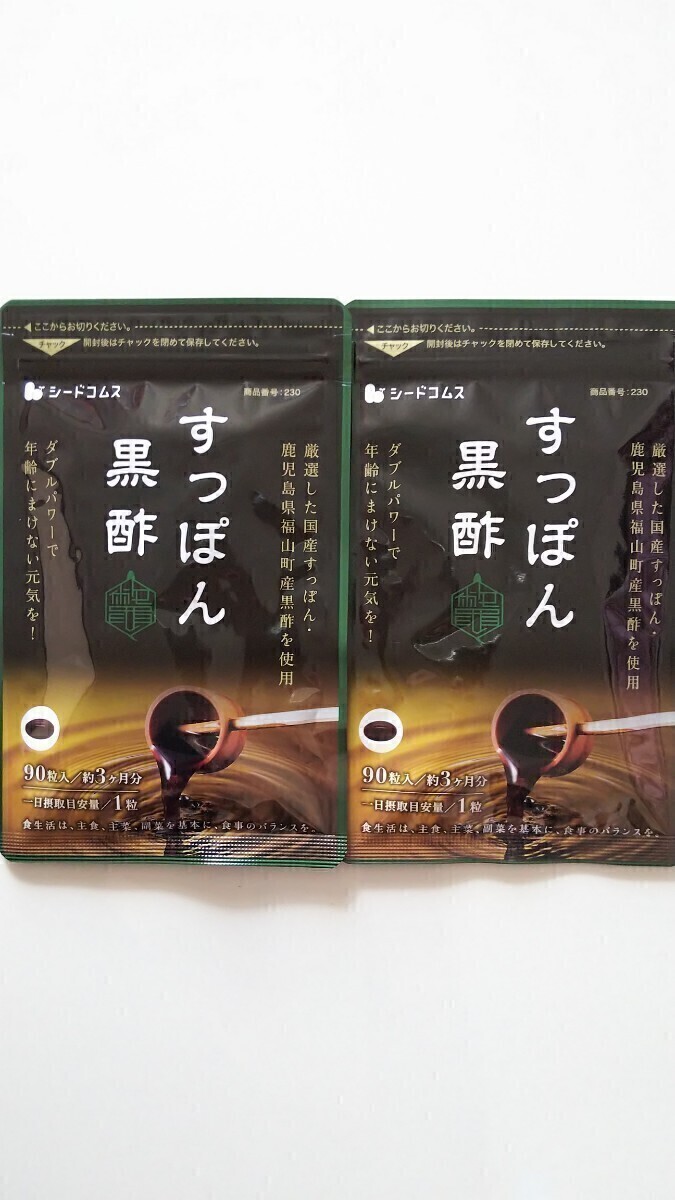 ここからお切りください。
チャック
開封後はチャックを閉めて保存してください。
シードコムス
商品番号:230
厳選した国産すっぽん・
鹿児島県福山町産黒酢を使用
すっぽん
黒酢
ダブルパワーで
年齢にまけない元気を!
90粒入/約3ヶ月分
一日摂取目安量/1粒
食生活は、主食、主菜、副菜を基本に、食事のバランスを。
ここからお切りください。
チャック
開封後はチャックを閉めて保存してください。
シードコムス
商品番号:230
厳選した国産すっぽん・
鹿児島県福山町産黒酢を使用
すっぽん
黒酢
ダブルパワーで
年齢にまけない元気を!
90粒入/約3ヶ月分
一日摂取目安量/1粒
食生活は、主食、主菜、副菜を基本に、食事のバランスを。